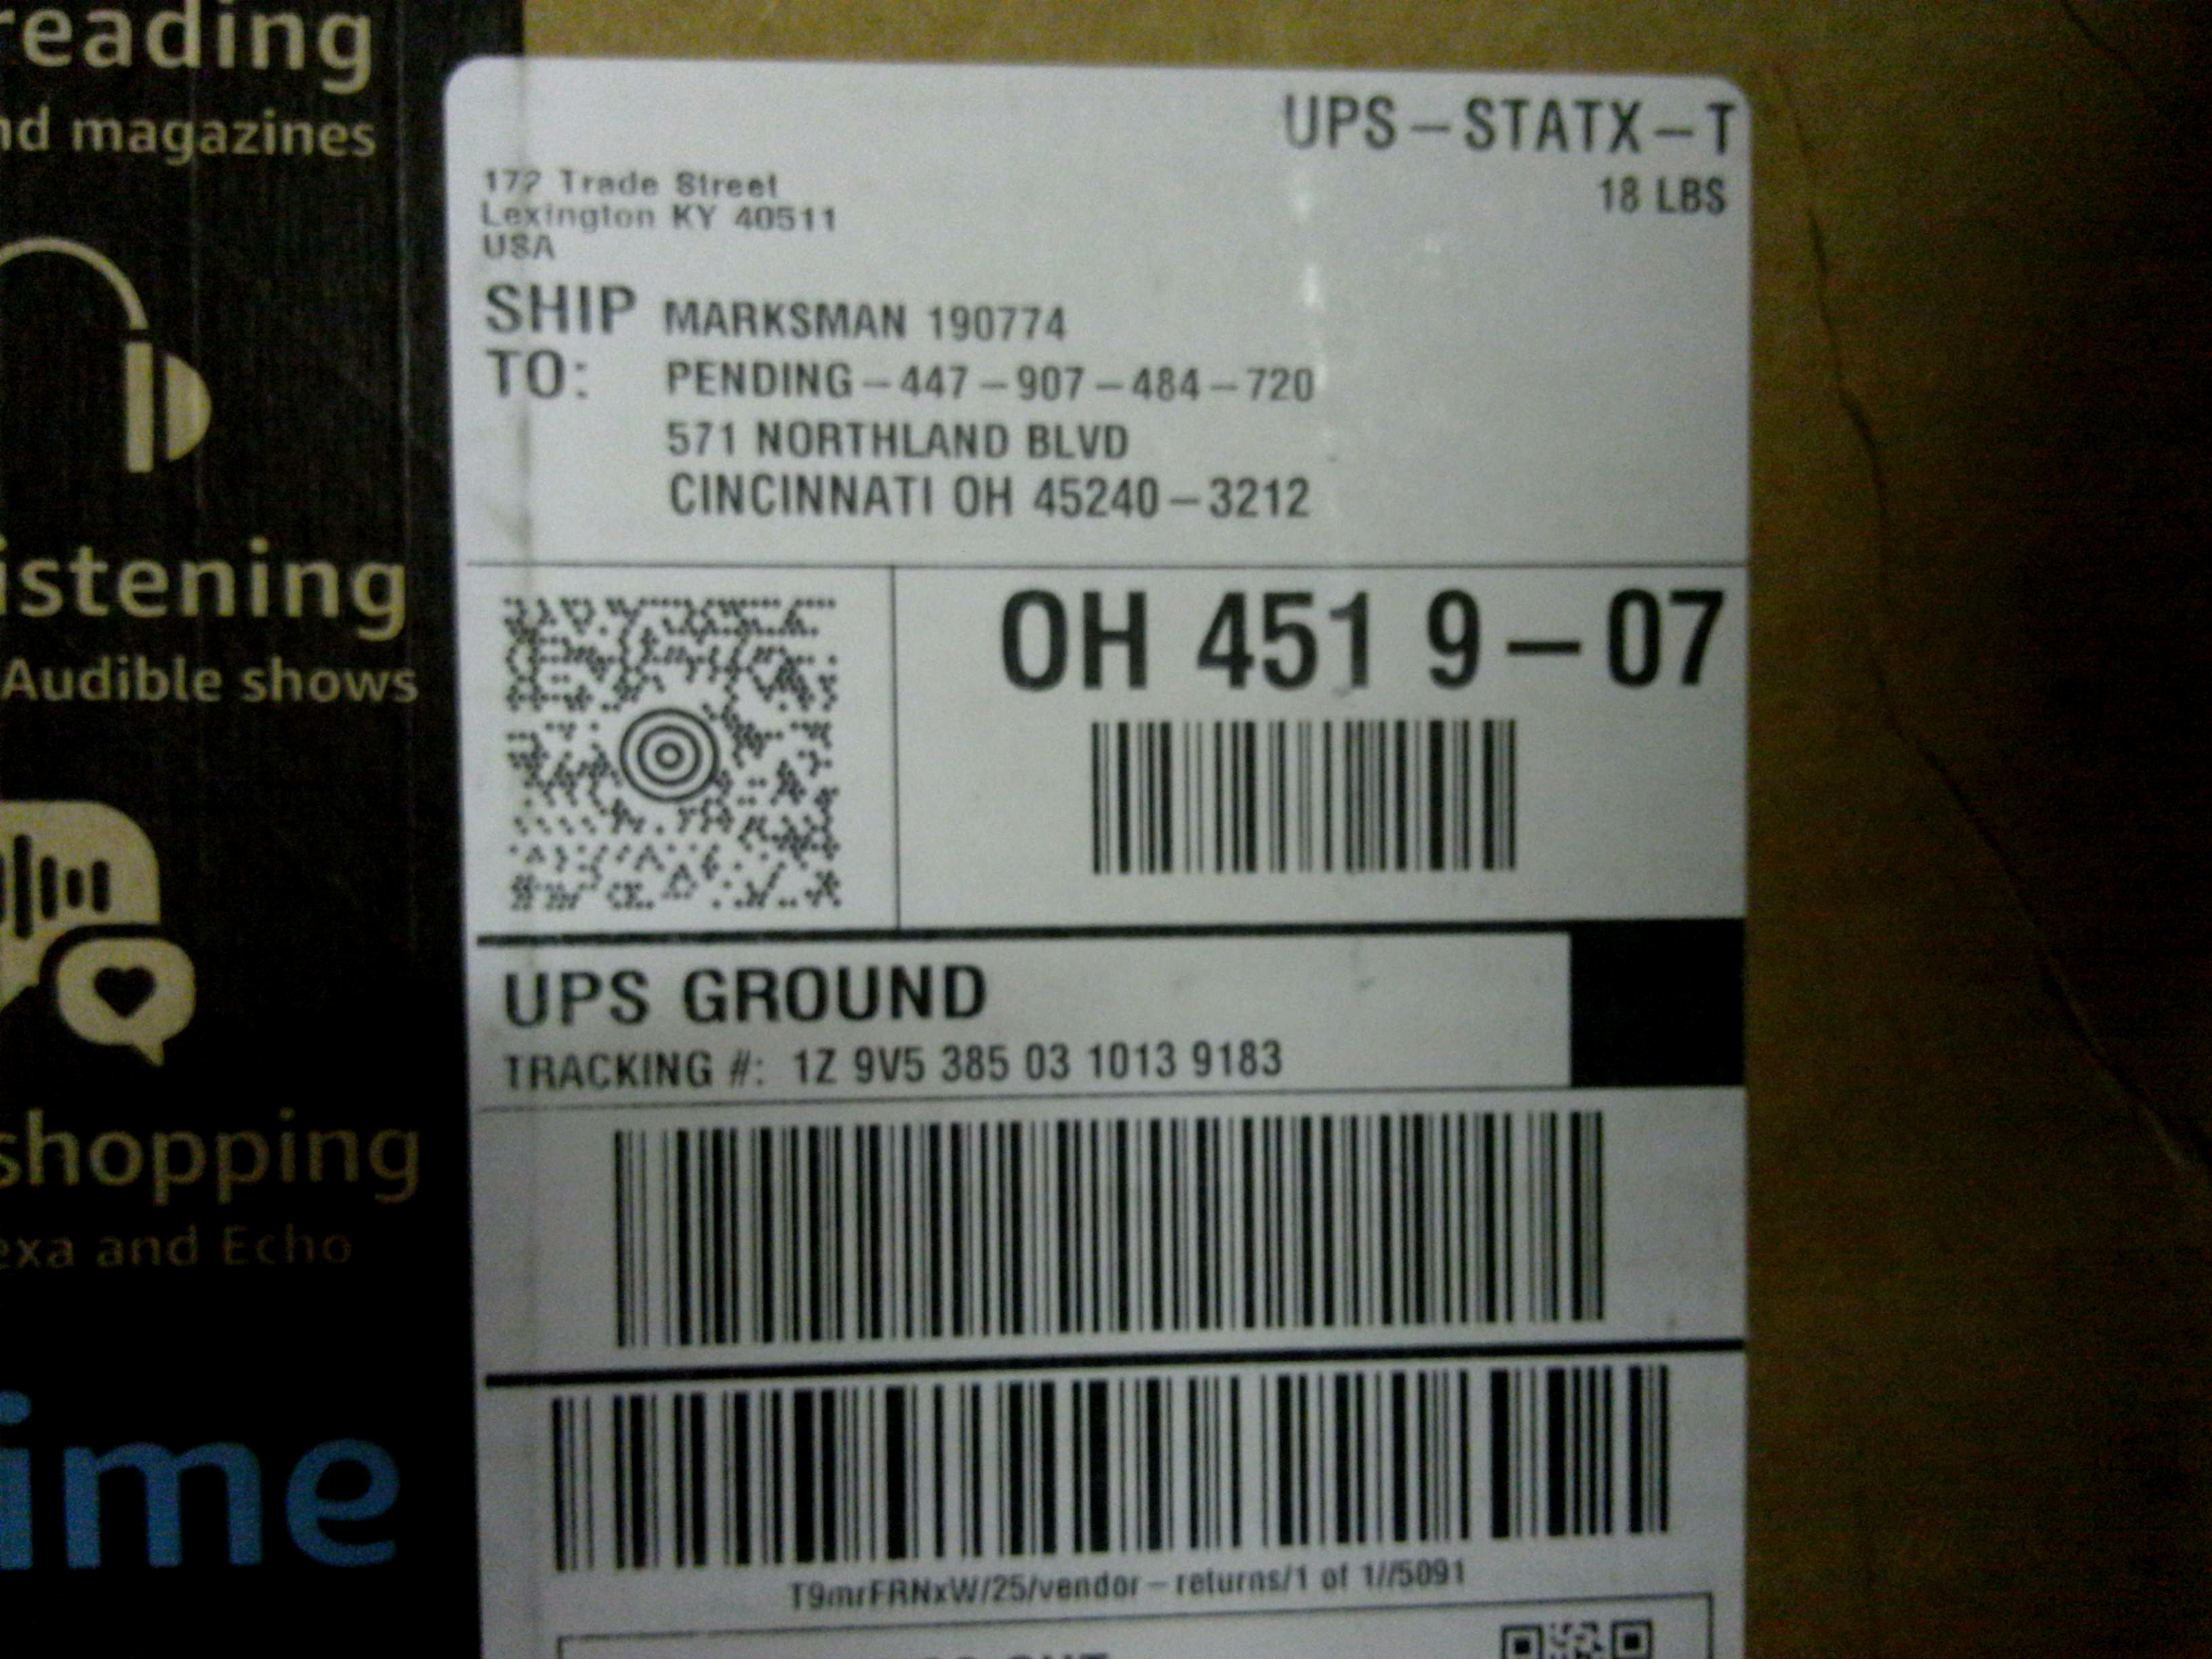 eading
nd magazines
istening
Audible shows
shopping
exa and Echo
ime
UPS-STATX-T
18 LBS
172 Trade Street
Lexington KY 40511
USA
SHIP TO:
MARKSMAN 190774
PENDING-447-907-484-720
571 NORTHLAND BLVD
CINCINNATI OH 45240-3212
OH 451 9-07
UPS GROUND
TRACKING #: 1Z 9V5 385 03 1013 9183
T9mrFRNxW/25/vendor-returns/1 of 1//5091